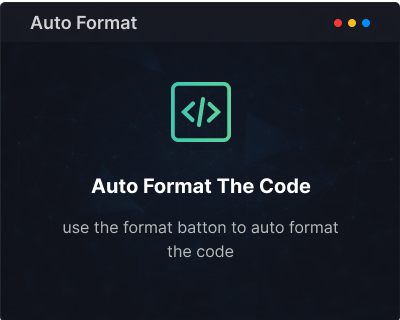 Auto Format
</>
Auto Format The Code
use the format batton to auto format
the code